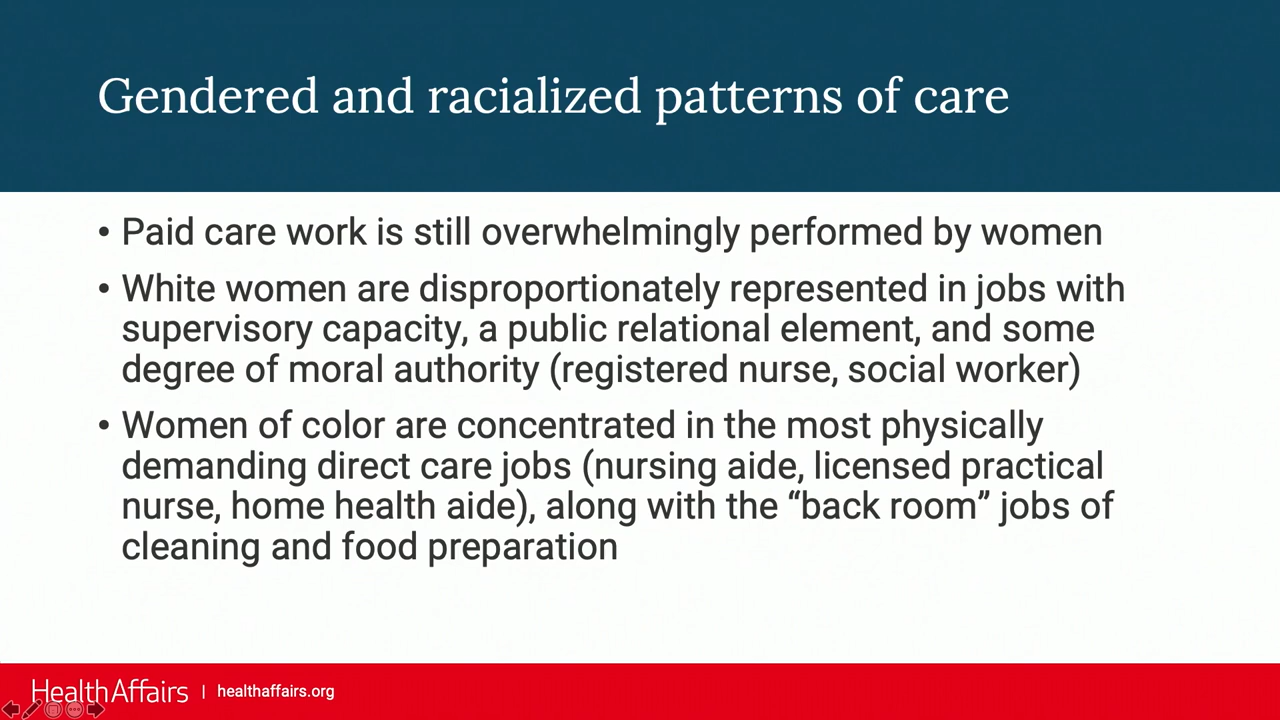 Gendered and racialized patterns of care
• Paid care work is still overwhelmingly performed by women
• White women are disproportionately represented in jobs with
supervisory capacity, a public relational element, and some
degree of moral authority (registered nurse, social worker)
• Women of color are concentrated in the most physically
demanding direct care jobs (nursing aide, licensed practical
nurse, home health aide), along with the “back room” jobs of
cleaning and food preparation
HealthAffairs | healthaffairs.org